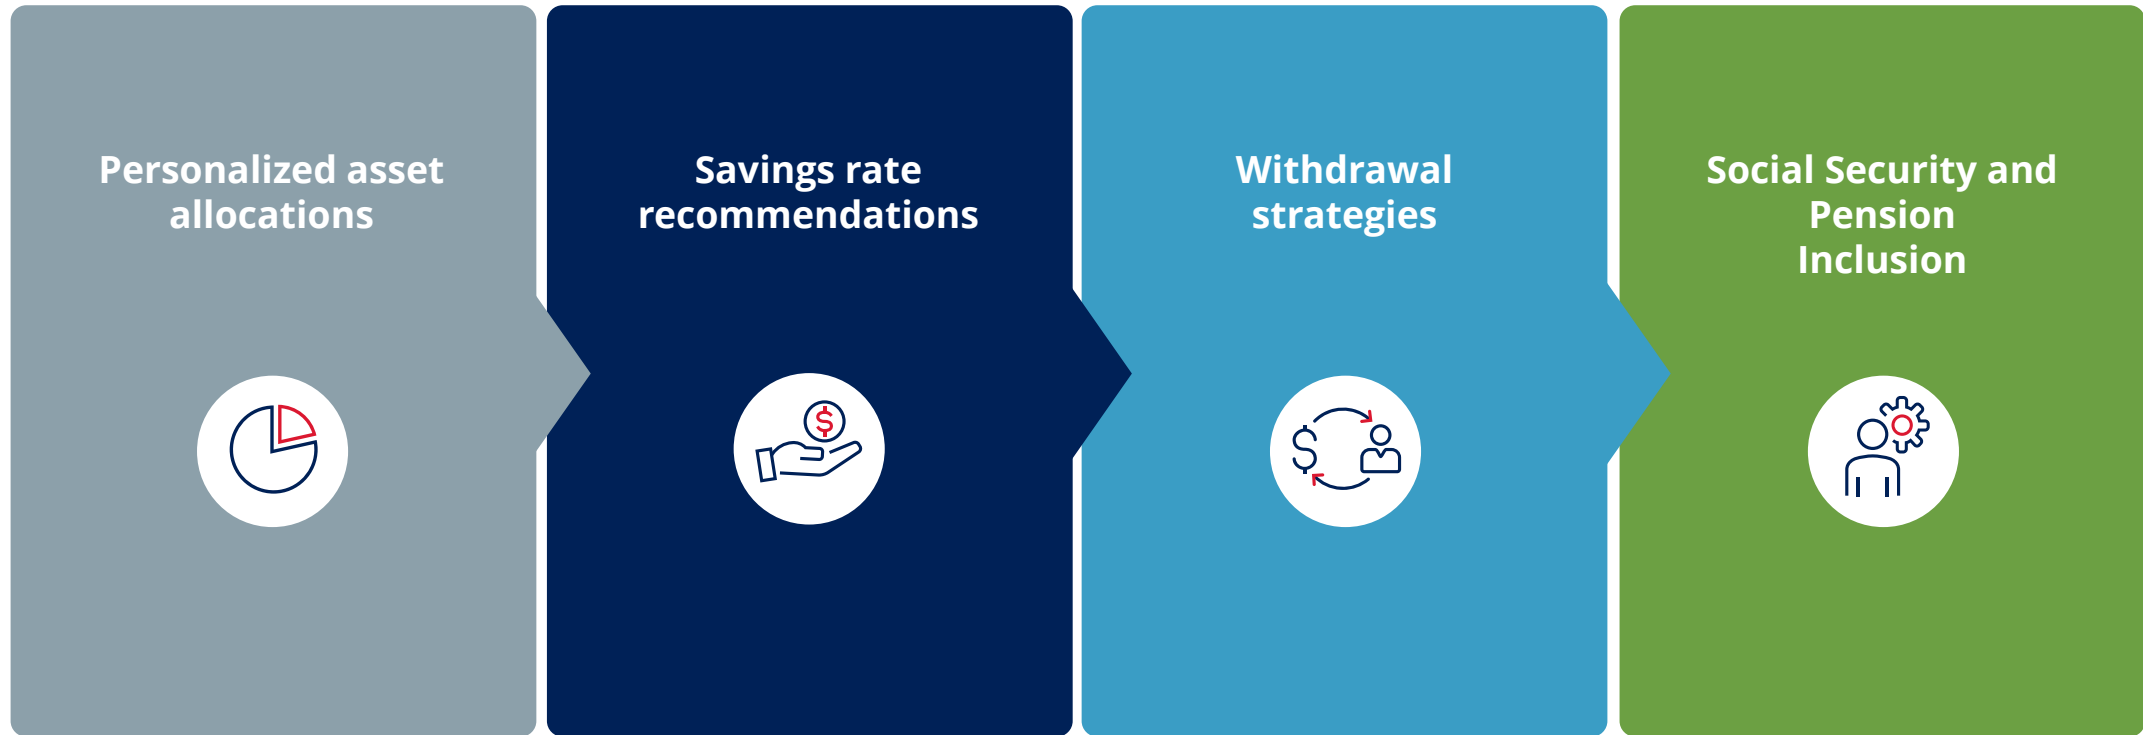 Personalized asset
allocations
Savings rate
recommendations
Withdrawal
strategies
Social Security and
Pension
Inclusion